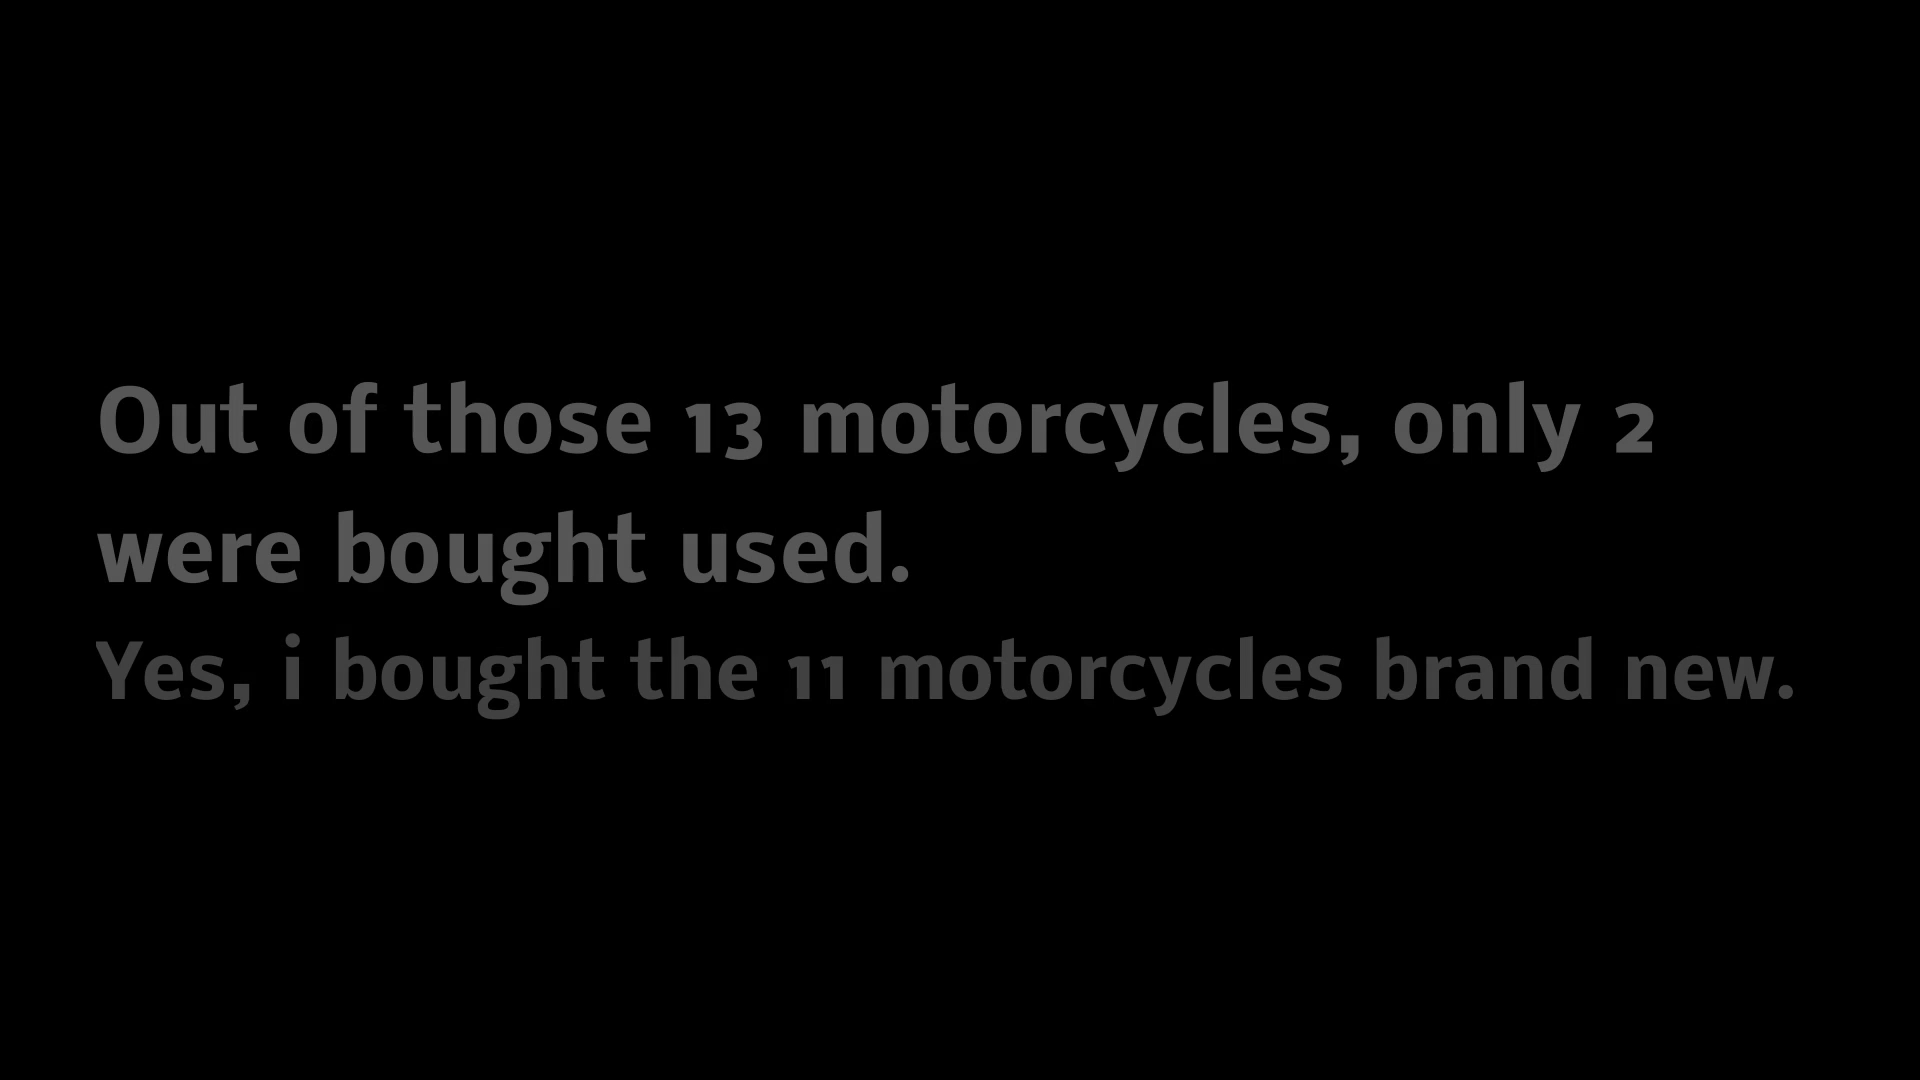 Out of those 13 motorcycles, only 2
were bought used.
Yes, i bought the 11 motorcycles brand new.